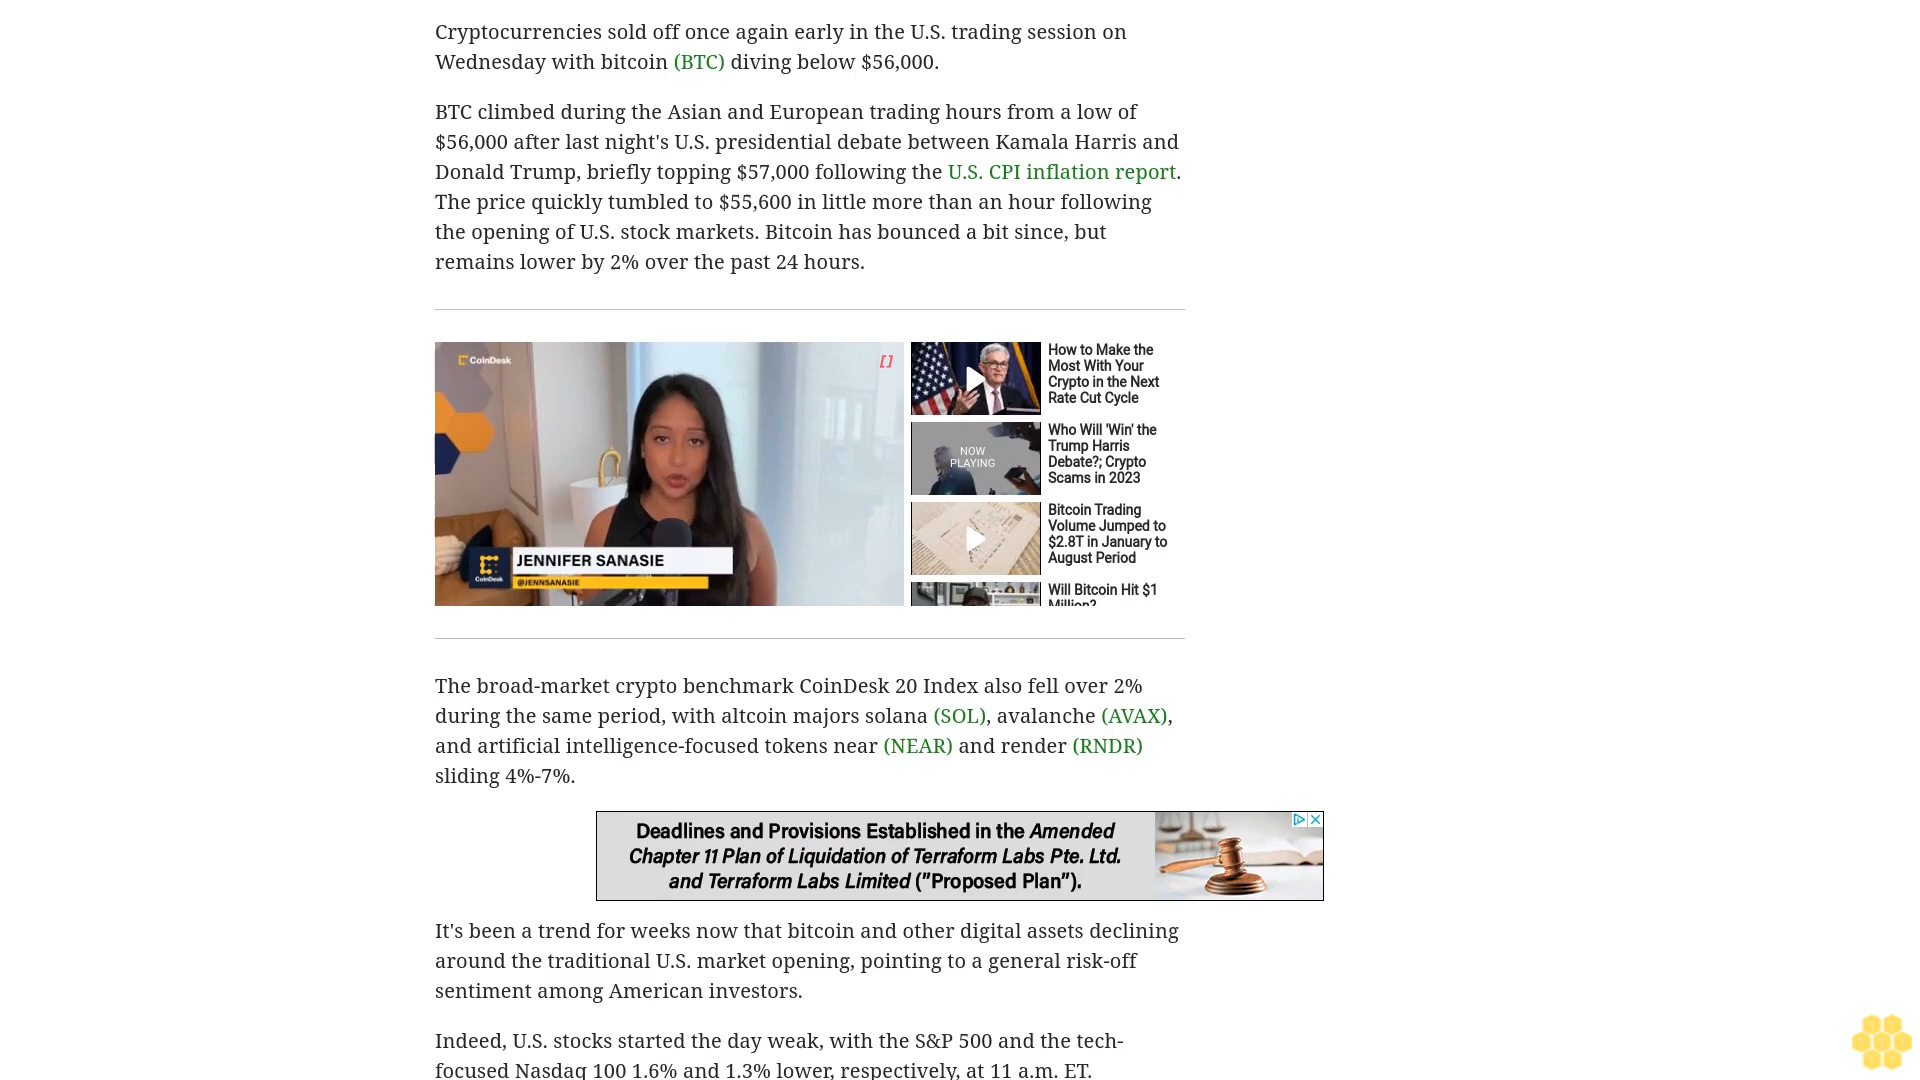 Cryptocurrencies sold off once again early in the U.S. trading session on
Wednesday with bitcoin (BTC) diving below $56,000.
BTC climbed during the Asian and European trading hours from a low of
$56,000 after last night's U.S. presidential debate between Kamala Harris and
Donald Trump, briefly topping $57,000 following the U.S. CPI inflation report.
The price quickly tumbled to $55,600 in little more than an hour following
the opening of U.S. stock markets. Bitcoin has bounced a bit since, but
remains lower by 2% over the past 24 hours.
CoinDesk
[]
JENNIFER SANASIE
@JENNSANASIE
CoinDesk
How to Make the
Most With Your
Crypto in the Next
Rate Cut Cycle
NOW
PLAYING
Who Will 'Win' the
Trump Harris
Debate?; Crypto
Scams in 2023
Bitcoin Trading
Volume Jumped to
$2.8T in January to
August Period
Will Bitcoin Hit $1
Million?
The broad-market crypto benchmark CoinDesk 20 Index also fell over 2%
during the same period, with altcoin majors solana (SOL), avalanche (AVAX),
and artificial intelligence-focused tokens near (NEAR) and render (RNDR)
sliding 4%-7%.
Deadlines and Provisions Established in the Amended
Chapter 11 Plan of Liquidation of Terraform Labs Pte. Ltd.
and Terraform Labs Limited ("Proposed Plan").
It's been a trend for weeks now that bitcoin and other digital assets declining
around the traditional U.S. market opening, pointing to a general risk-off
sentiment among American investors.
Indeed, U.S. stocks started the day weak, with the S&P 500 and the tech-
focused Nasdaq 100 1.6% and 1.3% lower, respectively, at 11 a.m. ET.